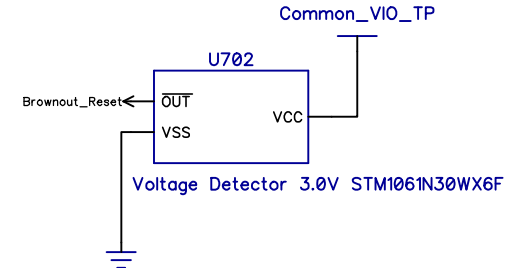 Common_VIO_TP
U702
Brownout_Reset
OUT
VSS
VCC
Voltage Detector 3.0V STM1061N30WX6F